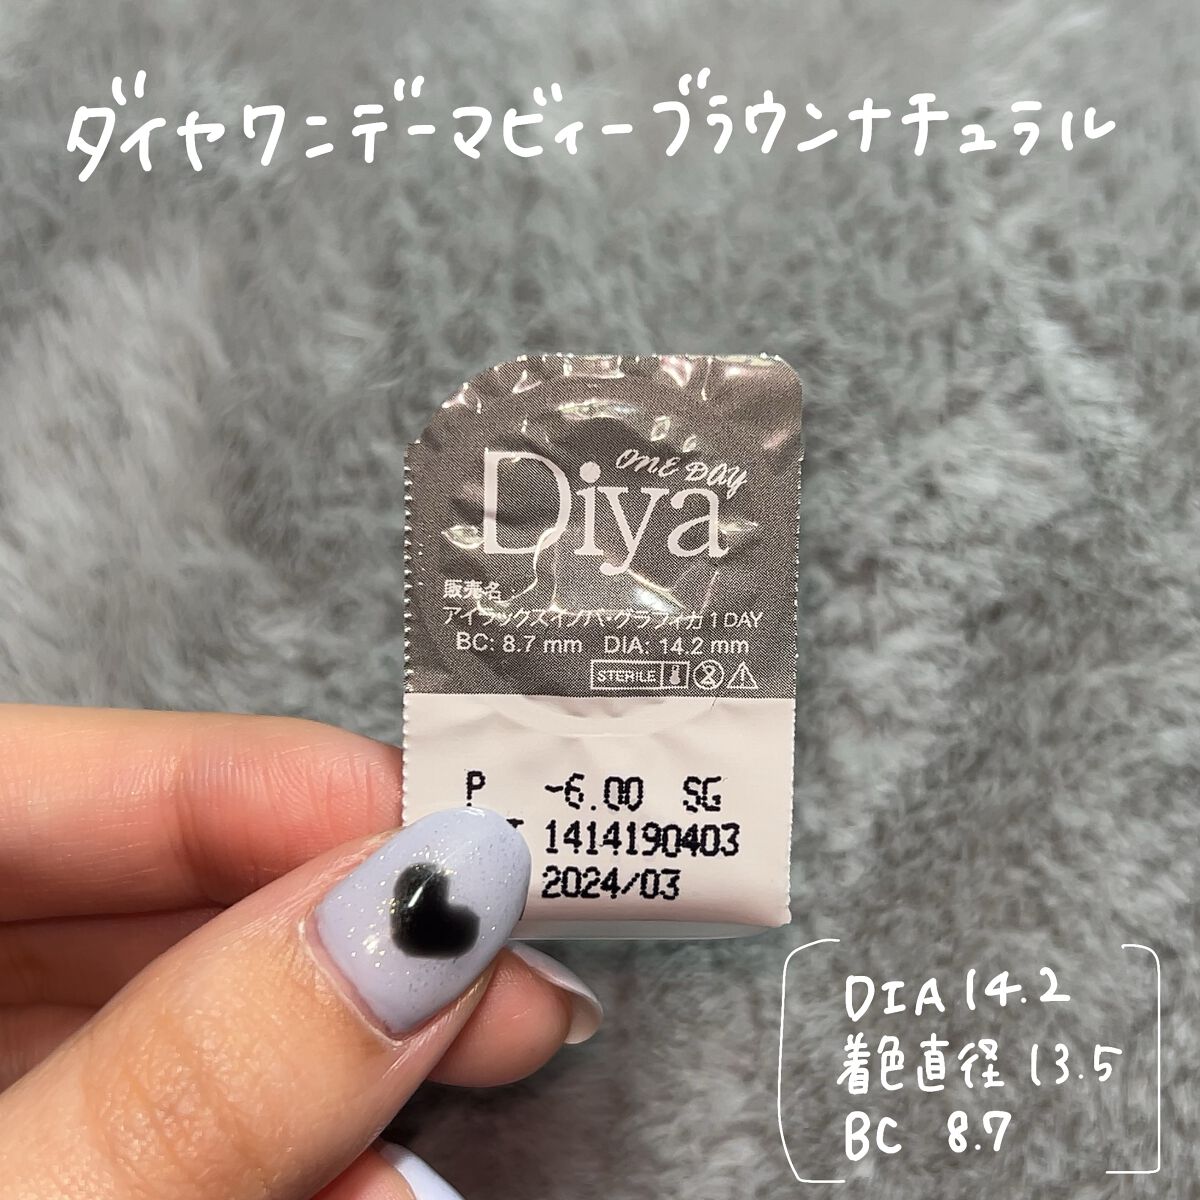 ダイヤワンデーマビィーブラウンナチュラル
ONE DAY
Diya
販売名:
アイラックスイノバ・グラフィカ 1 DAY
BC: 8.7 mm DIA: 14.2 mm
STERILE
P -6.00 SG
1414190403
2024/03
DIA 14.2
着色直径 13.5
BC 8.7